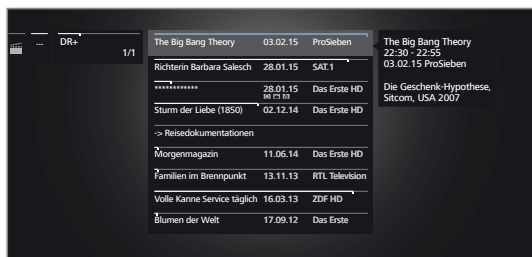 ...
DR+
1/1
The Big Bang Theory 03.02.15 ProSieben
Richterin Barbara Salesch 28.01.15 SAT.1
************ 28.01.15 Das Erste HD
Sturm der Liebe (1850) 02.12.14 Das Erste HD
-> Reisedokumentationen
Morgenmagazin 11.06.14 Das Erste HD
Familien im Brennpunkt 13.11.13 RTL Television
Volle Kanne Service täglich 16.03.13 ZDF HD
Blumen der Welt 17.09.12 Das Erste
The Big Bang Theory
22:30 - 22:55
03.02.15 ProSieben
Die Geschenk-Hypothese,
Sitcom, USA 2007